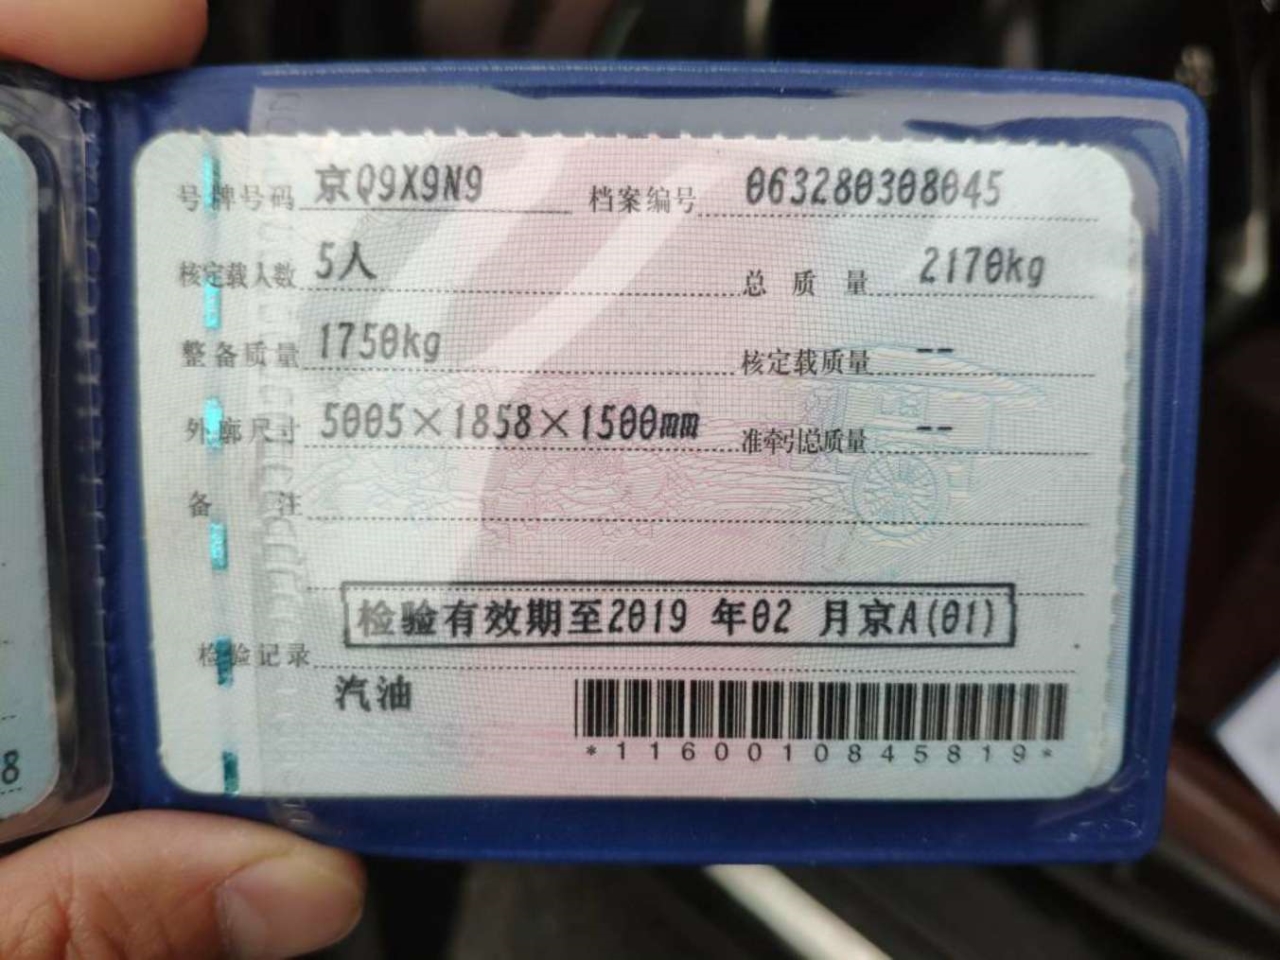 号牌号码 京Q9X9N9 档案编号 063280308045
核定载人数 5人 总质量 2170kg
整备质量 1750kg 核定载质量 --
外廓尺寸 5005×1858×1500mm 准牵引总质量 --
备注
检验有效期至2019 年02 月京A(01)
检验记录
汽油
*1160010845819*
8